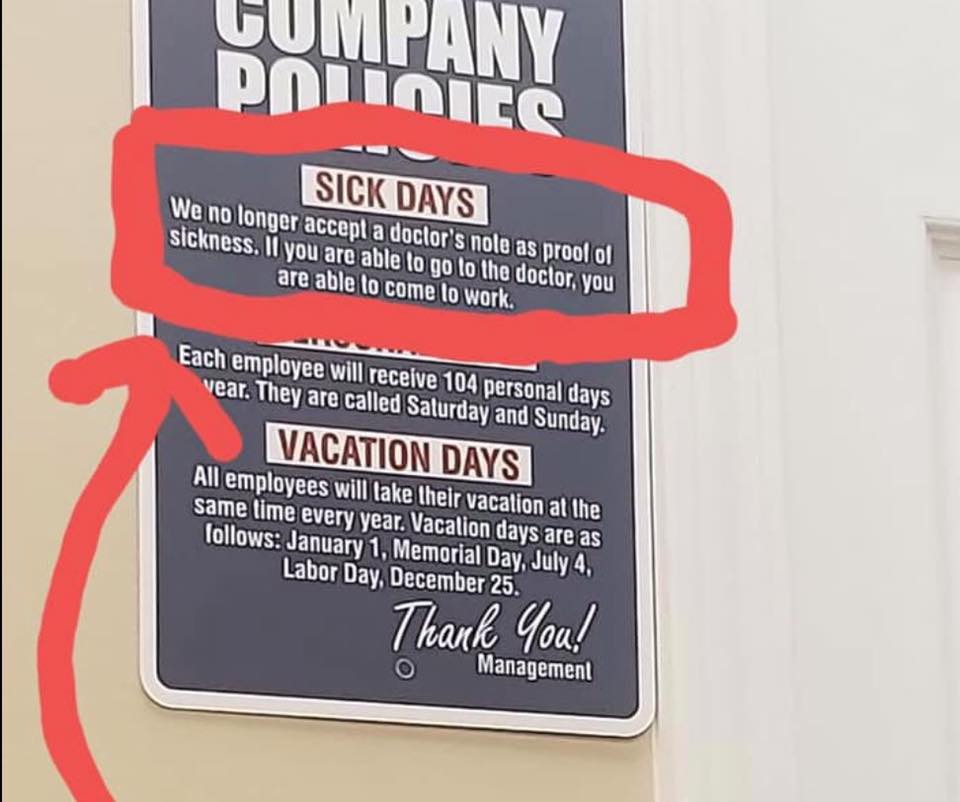 COMPANY
POLICIES
SICK DAYS
We no longer accept a doctor's note as proof of
sickness. If you are able to go to the doctor, you
are able to come to work.
Each employee will receive 104 personal days
year. They are called Saturday and Sunday.
VACATION DAYS
All employees will take their vacation at the
same time every year. Vacation days are as
follows: January 1, Memorial Day, July 4,
Labor Day, December 25.
Thank You!
Management